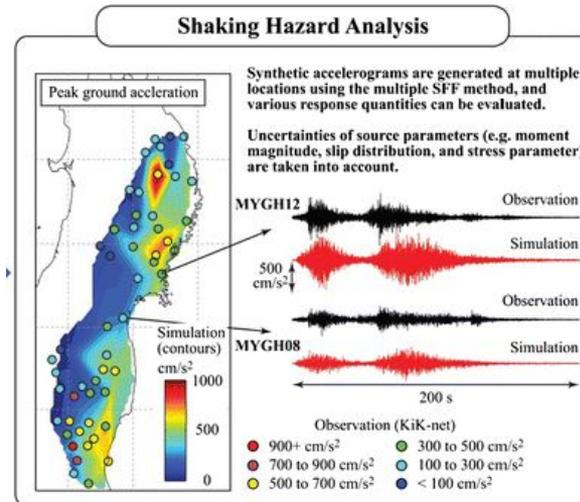 Shaking Hazard Analysis
Peak ground acceleration
Synthetic accelerograms are generated at multiple
locations using the multiple SFF method, and
various response quantities can be evaluated.
Uncertainties of source parameters (e.g. moment
magnitude, slip distribution, and stress parameter
are taken into account.
MYGH12
Observation
Simulation
500
cm/s²
Observation
MYGH08
Simulation
200 s
Simulation
(contours)
cm/s²
1000
500
0
Observation (KiK-net)
900+ cm/s²
700 to 900 cm/s²
500 to 700 cm/s²
300 to 500 cm/s²
100 to 300 cm/s²
< 100 cm/s²